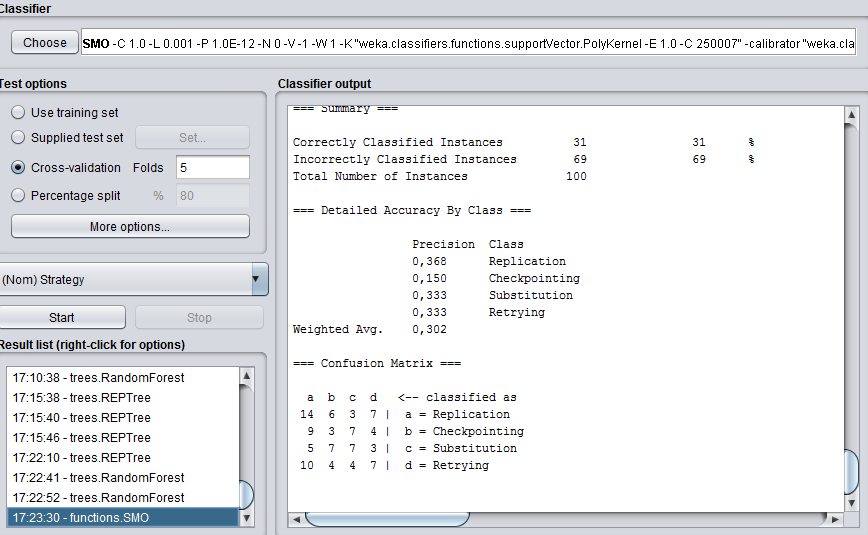 Classifier
Choose SMO -C 1.0 -L 0.001 -P 1.0E-12 -N 0 -V -1 -W 1 -K "weka.classifiers.functions.supportVector.PolyKernel -E 1.0 -C 250007" -calibrator "weka.cla
Test options
Use training set
Supplied test set Set...
Cross-validation Folds 5
Percentage split % 80
More options...
(Nom) Strategy
Start Stop
Result list (right-click for options)
17:10:38 - trees.RandomForest
17:15:38 - trees.REPTree
17:15:40 - trees.REPTree
17:15:46 - trees.REPTree
17:22:10 - trees.REPTree
17:22:41 - trees.RandomForest
17:22:52 - trees.RandomForest
17:23:30 - functions.SMO
Classifier output
=== Summary ===
Correctly Classified Instances 31 31 %
Incorrectly Classified Instances 69 69 %
Total Number of Instances 100
=== Detailed Accuracy By Class ===
Precision Class
0,368 Replication
0,150 Checkpointing
0,333 Substitution
0,333 Retrying
Weighted Avg. 0,302
=== Confusion Matrix ===
a b c d <-- classified as
14 6 3 7 | a = Replication
9 3 7 4 | b = Checkpointing
5 7 7 3 | c = Substitution
10 4 4 7 | d = Retrying